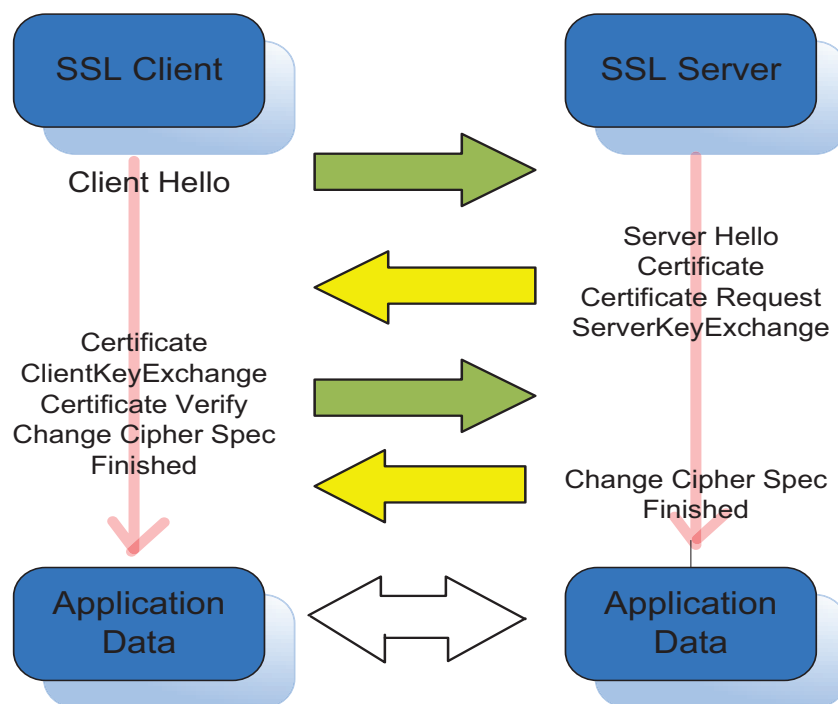 SSL Client
SSL Server
Client Hello
Server Hello
Certificate
Certificate Request
ServerKeyExchange
Certificate
ClientKeyExchange
Certificate Verify
Change Cipher Spec
Finished
Change Cipher Spec
Finished
Application
Data
Application
Data